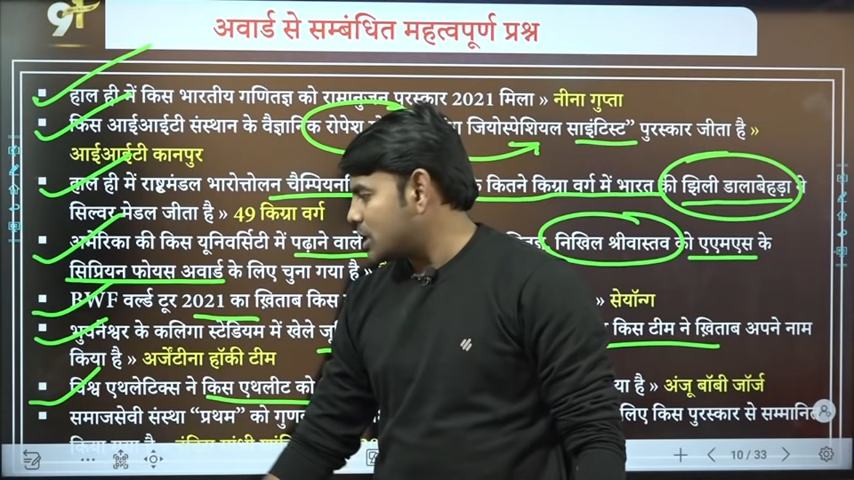 अवार्ड से सम्बंधित महत्वपूर्ण प्रश्न
हाल ही में किस भारतीय गणितज्ञ को रामानुजन पुरस्कार 2021 मिला » नीना गुप्ता
किस आईआईटी संस्थान के वैज्ञानिक रोपेश जियोस्पेशियल साइंटिस्ट” पुरस्कार जीता है »
आईआईटी कानपुर
हाल ही में राष्ट्रमंडल भारोत्तोलन कितने किग्रा वर्ग में भारत की झिली डालाबेहड़ा ने
सिल्वर मेडल जीता है » 49 किग्रा वर्ग
अमेरिका की किस यूनिवर्सिटी में पढ़ाने वाले निखिल श्रीवास्तव को एएमएस के
सिप्रियन फोयस अवार्ड के लिए चुना गया है »
BWF वर्ल्ड टूर 2021 का ख़िताब किस » सेयॉन्ग
भुवनेश्वर के कलिंगा स्टेडियम में खेले किस टीम ने ख़िताब अपने नाम
किया है » अर्जेंटीना हॉकी टीम
विश्व एथलेटिक्स ने किस एथलीट को है » अंजू बॉबी जॉर्ज
समाजसेवी संस्था “प्रथम” को लिए किस पुरस्कार से सम्मानित
10 / 33